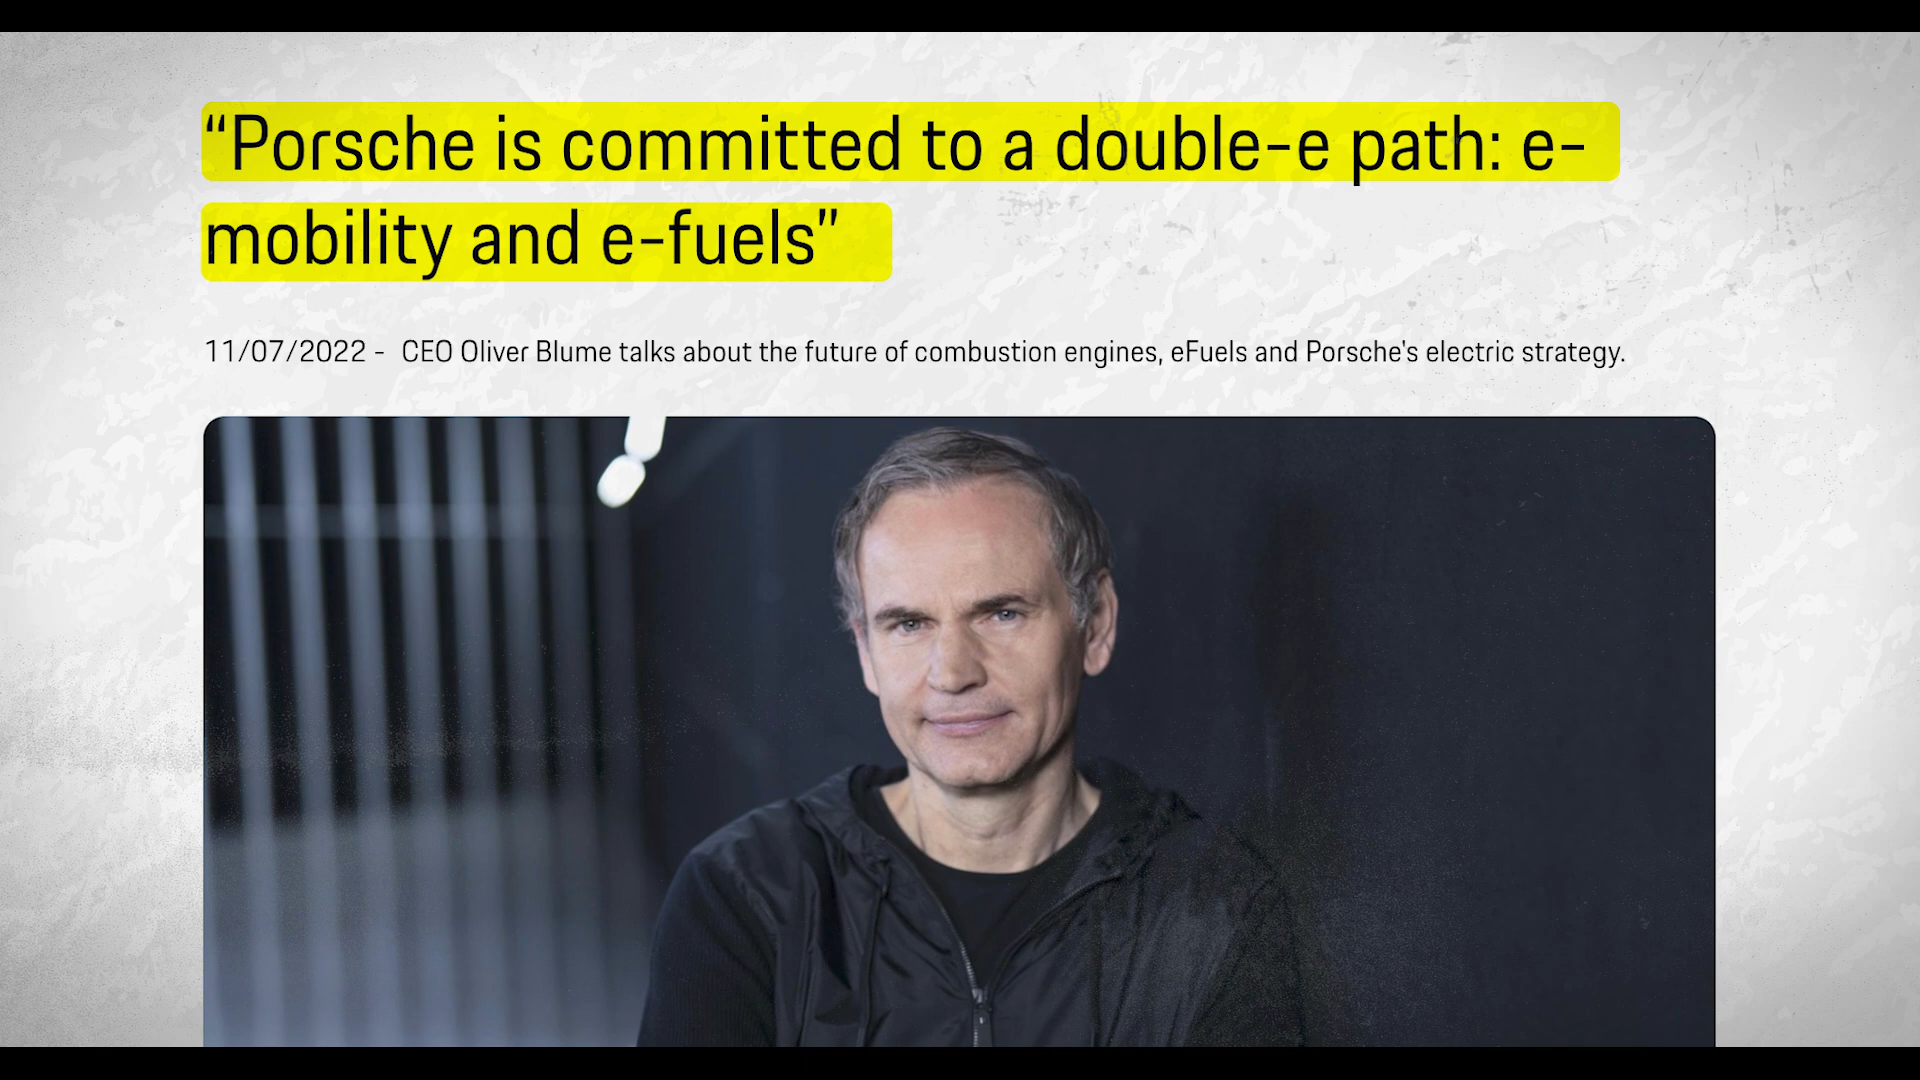 “Porsche is committed to a double-e path: e-
mobility and e-fuels”
11/07/2022 - CEO Oliver Blume talks about the future of combustion engines, eFuels and Porsche's electric strategy.